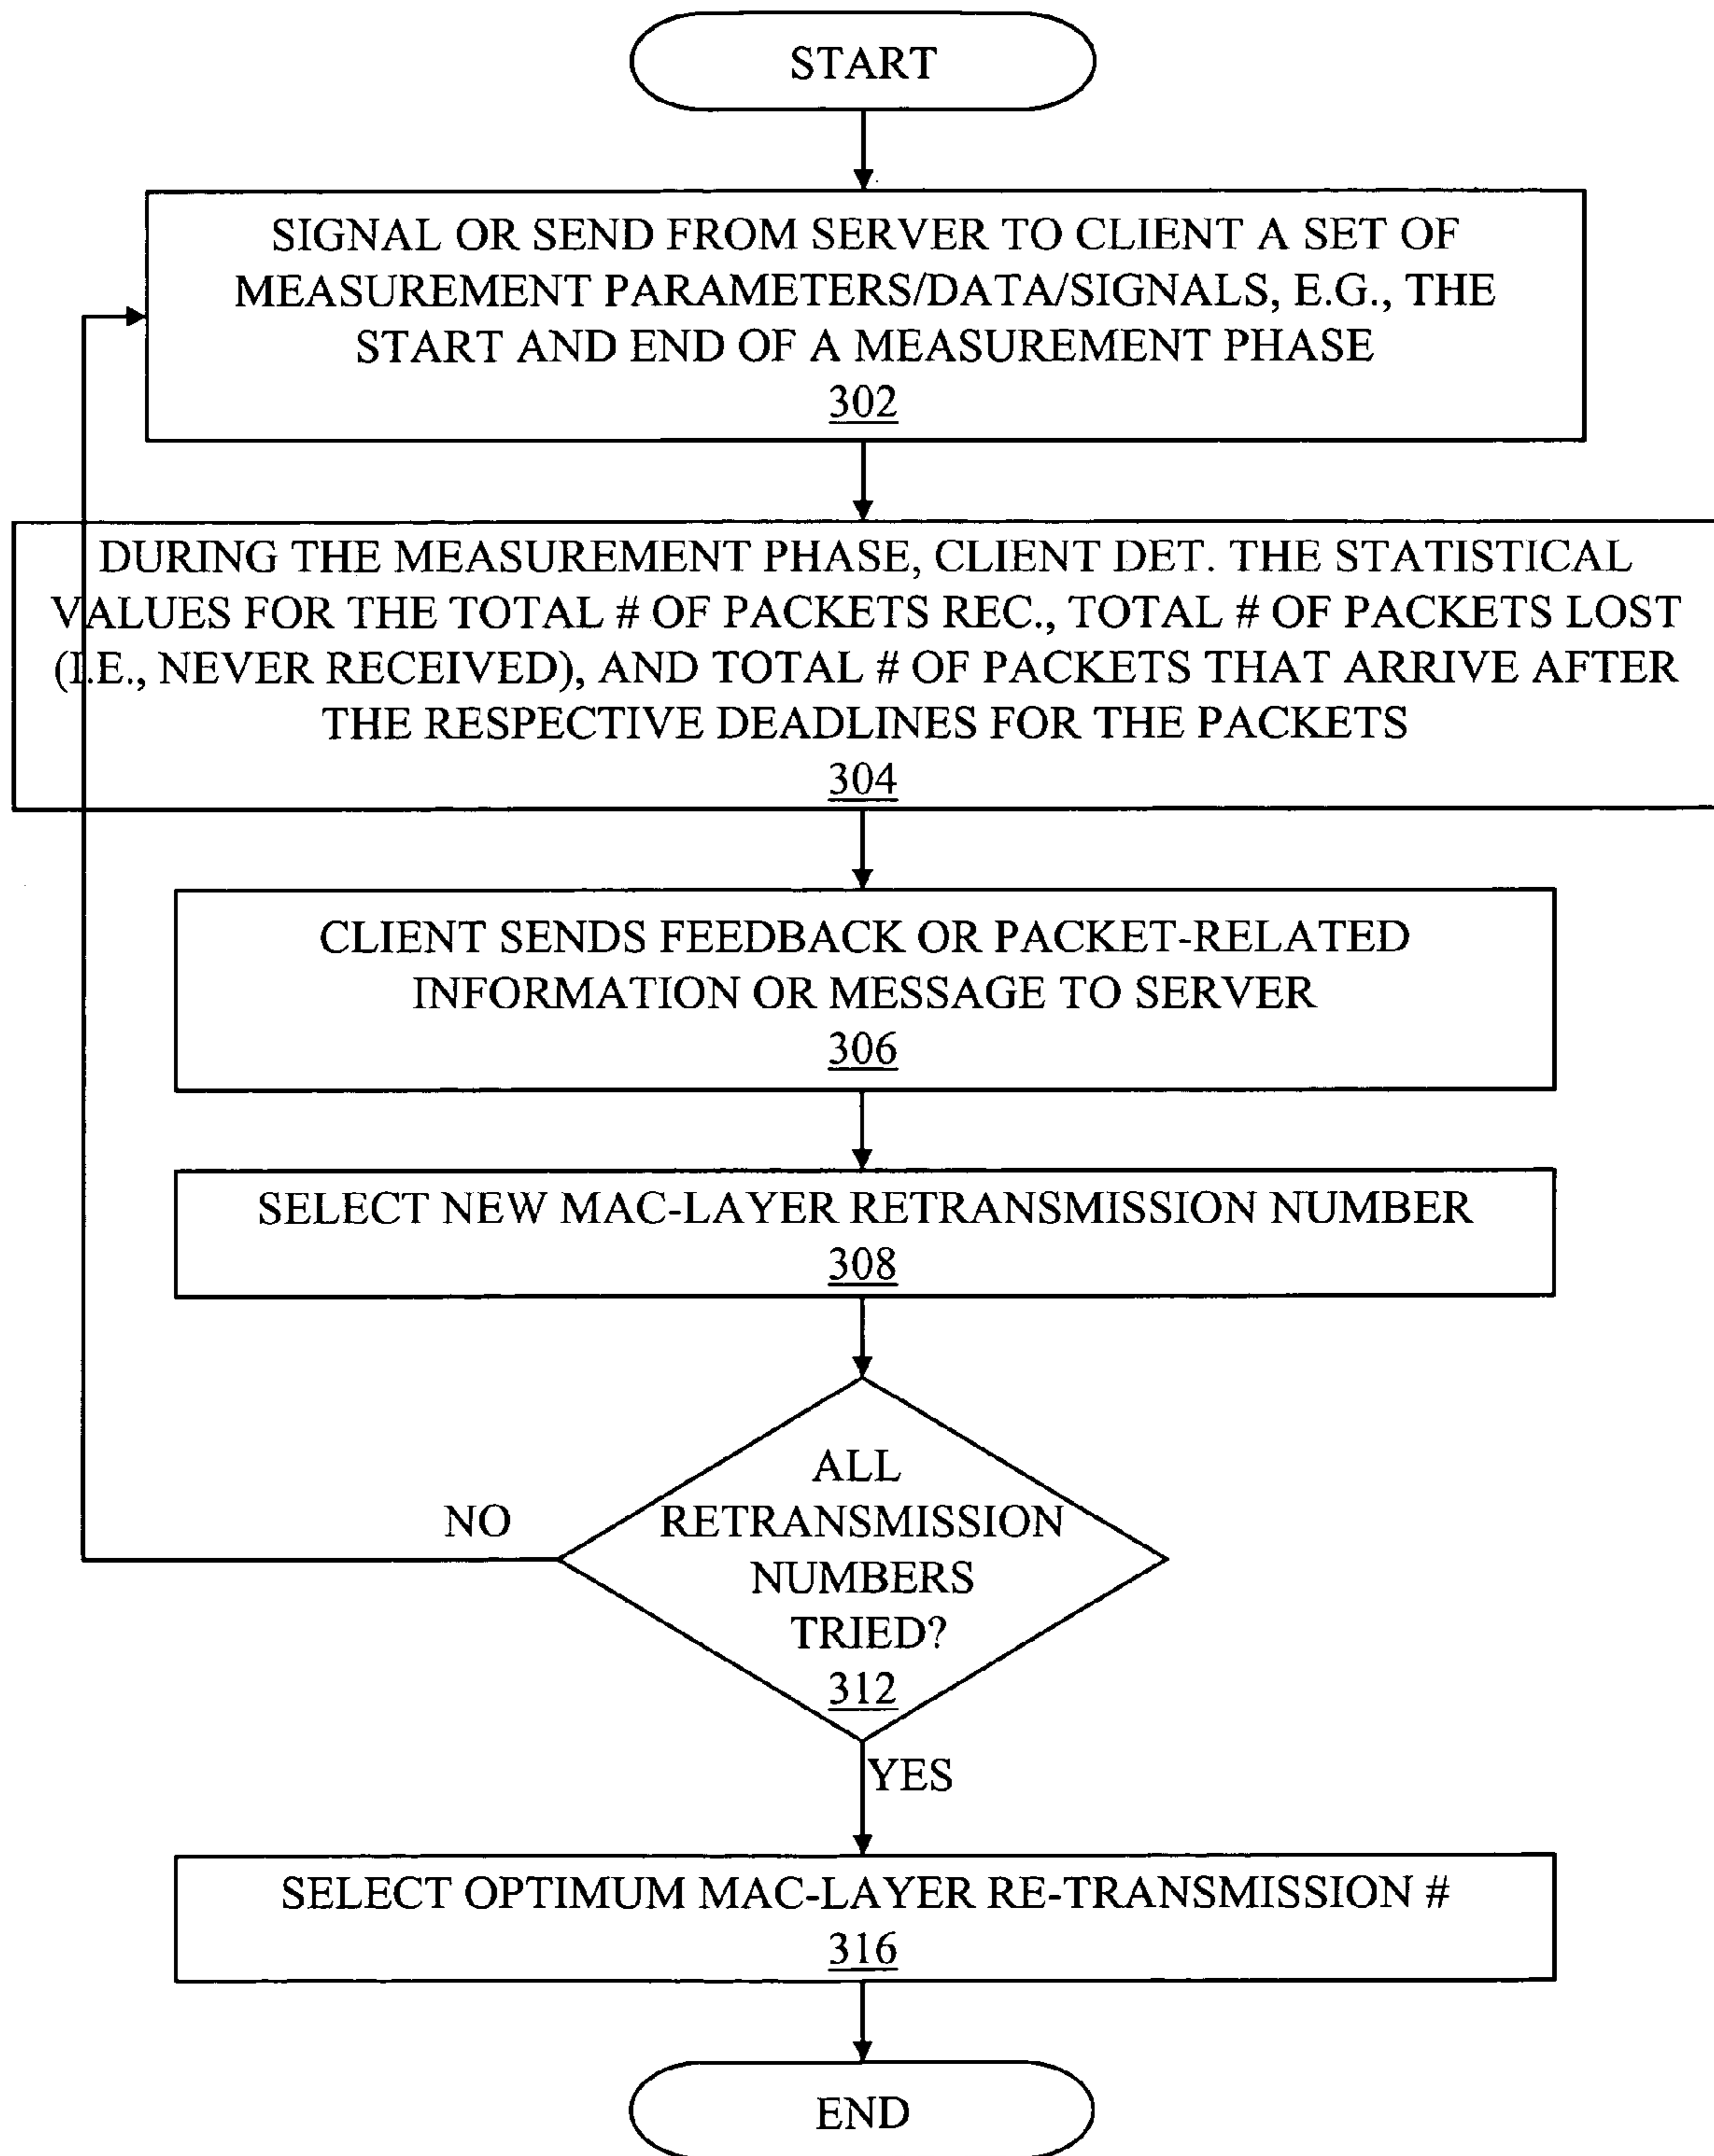 START
SIGNAL OR SEND FROM SERVER TO CLIENT A SET OF
MEASUREMENT PARAMETERS/DATA/SIGNALS, E.G., THE
START AND END OF A MEASUREMENT PHASE
302
DURING THE MEASUREMENT PHASE, CLIENT DET. THE STATISTICAL
VALUES FOR THE TOTAL # OF PACKETS REC., TOTAL # OF PACKETS LOST
(I.E., NEVER RECEIVED), AND TOTAL # OF PACKETS THAT ARRIVE AFTER
THE RESPECTIVE DEADLINES FOR THE PACKETS
304
CLIENT SENDS FEEDBACK OR PACKET-RELATED
INFORMATION OR MESSAGE TO SERVER
306
SELECT NEW MAC-LAYER RETRANSMISSION NUMBER
308
ALL
RETRANSMISSION
NUMBERS
TRIED?
312
NO
YES
SELECT OPTIMUM MAC-LAYER RE-TRANSMISSION #
316
END